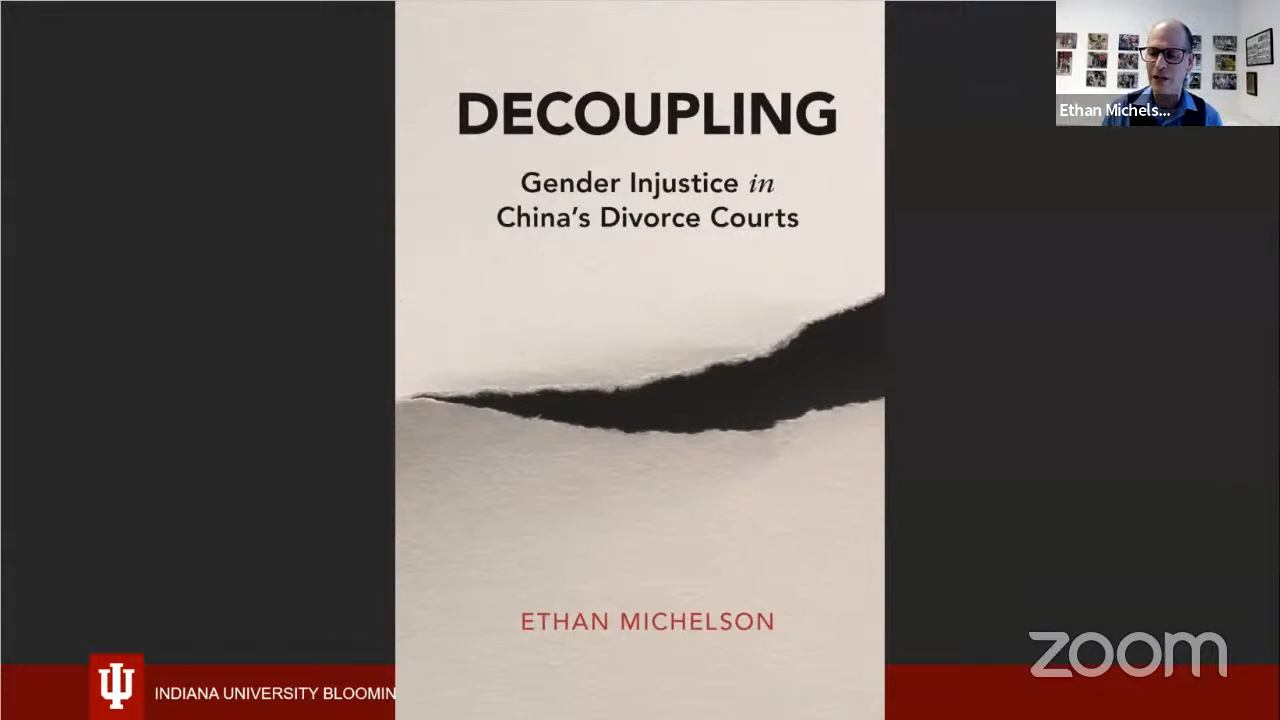 DECOUPLING
Gender Injustice in
China's Divorce Courts
ETHAN MICHELSON
Ethan Michels...
INDIANA UNIVERSITY BLOOMIN
zoom